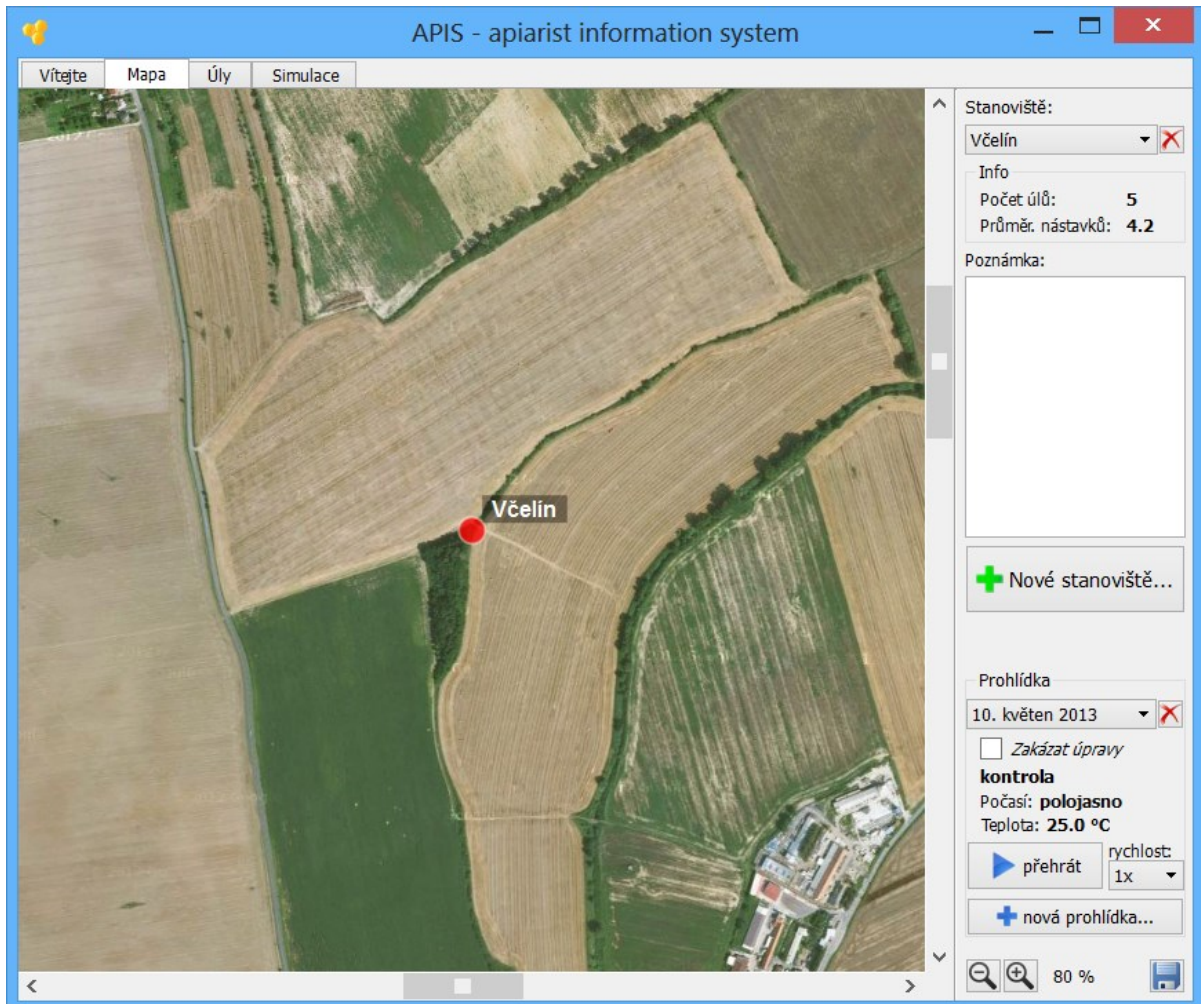 APIS - apiarist information system
Vítejte Mapa Úly Simulace
Včelín
Stanoviště:
Včelín
Info
Počet úlů: 5
Průměr. nástavků: 4.2
Poznámka:
Nové stanoviště...
Prohlídka
10. květen 2013
Zakázat úpravy
kontrola
Počasí: polojasno
Teplota: 25.0 °C
přehrát
rychlost:
1x
nová prohlídka...
80 %